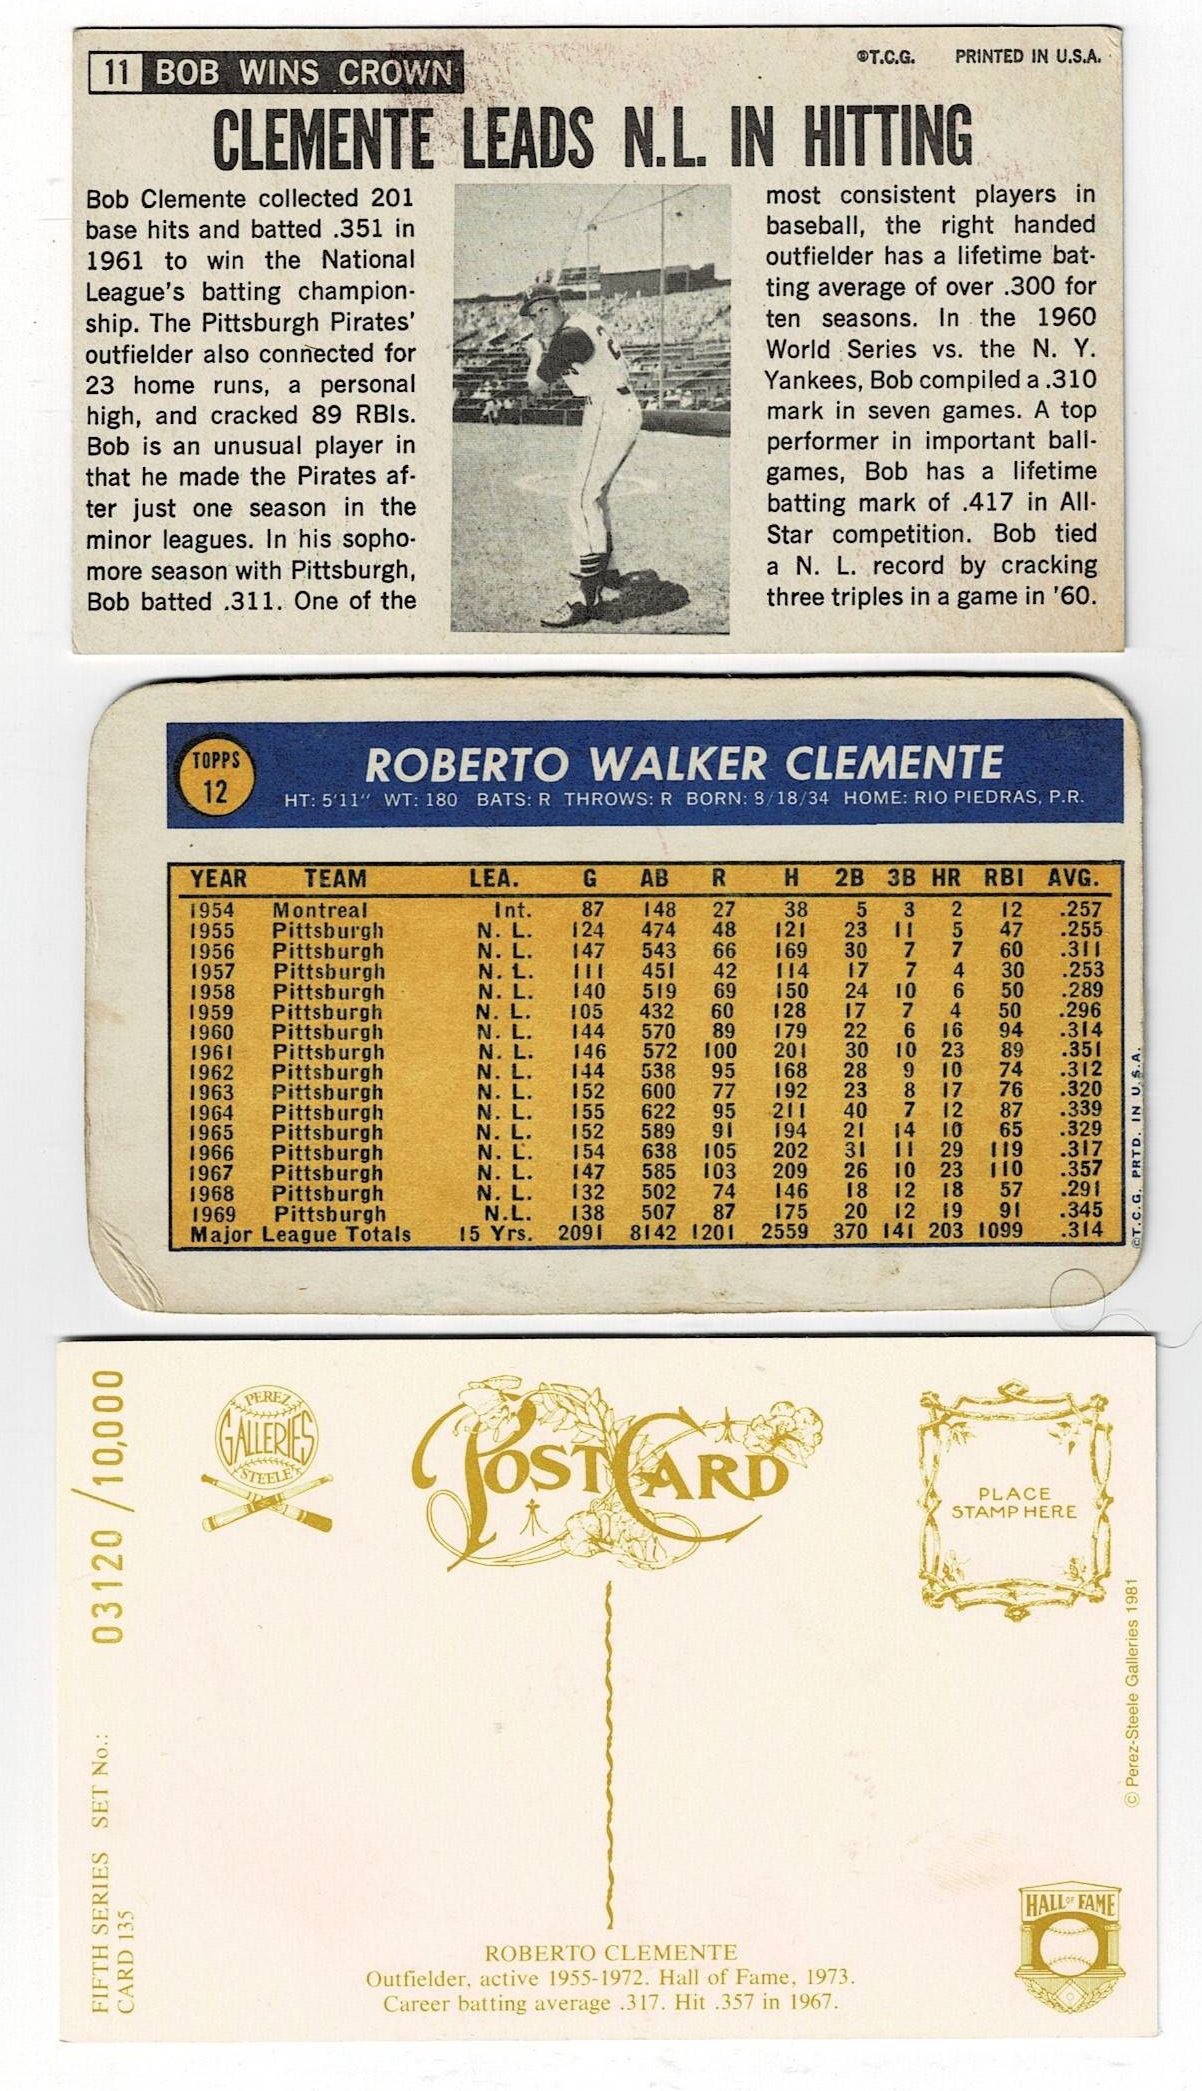 11 BOB WINS CROWN
©T.C.G. PRINTED IN U.S.A.
CLEMENTE LEADS N.L. IN HITTING
Bob Clemente collected 201
base hits and batted .351 in
1961 to win the National
League's batting champion-
ship. The Pittsburgh Pirates'
outfielder also connected for
23 home runs, a personal
high, and cracked 89 RBIs.
Bob is an unusual player in
that he made the Pirates af-
ter just one season in the
minor leagues. In his sopho-
more season with Pittsburgh,
Bob batted .311. One of the
most consistent players in
baseball, the right handed
outfielder has a lifetime bat-
ting average of over .300 for
ten seasons. In the 1960
World Series vs. the N. Y.
Yankees, Bob compiled a .310
mark in seven games. A top
performer in important ball-
games, Bob has a lifetime
batting mark of .417 in All-
Star competition. Bob tied
a N. L. record by cracking
three triples in a game in '60.
TOPPS
12
ROBERTO WALKER CLEMENTE
HT: 5'11" WT: 180 BATS: R THROWS: R BORN: 8/18/34 HOME: RIO PIEDRAS, P.R.
YEAR TEAM LEA. G AB R H 2B 3B HR RBI AVG.
1954 Montreal Int. 87 148 27 38 5 3 2 12 .257
1955 Pittsburgh N. L. 124 474 48 121 23 11 5 47 .255
1956 Pittsburgh N. L. 147 543 66 169 30 7 7 60 .311
1957 Pittsburgh N. L. 111 451 42 114 17 7 4 30 .253
1958 Pittsburgh N. L. 140 519 69 150 24 10 6 50 .289
1959 Pittsburgh N. L. 105 432 60 128 17 7 4 50 .296
1960 Pittsburgh N. L. 144 570 89 179 22 6 16 94 .314
1961 Pittsburgh N. L. 146 572 100 201 30 10 23 89 .351
1962 Pittsburgh N. L. 144 538 95 168 28 9 10 74 .312
1963 Pittsburgh N. L. 152 600 77 192 23 8 17 76 .320
1964 Pittsburgh N. L. 155 622 95 211 40 7 12 87 .339
1965 Pittsburgh N. L. 152 589 91 194 21 14 10 65 .329
1966 Pittsburgh N. L. 154 638 105 202 31 11 29 119 .317
1967 Pittsburgh N. L. 147 585 103 209 26 10 23 110 .357
1968 Pittsburgh N. L. 132 502 74 146 18 12 18 57 .291
1969 Pittsburgh N.L. 138 507 87 175 20 12 19 91 .345
Major League Totals 15 Yrs. 2091 8142 1201 2559 370 141 203 1099 .314
©T.C.G. PRTD. IN U.S.A.
03120 / 10,000
FIFTH SERIES SET No.:
CARD 135
PEREZ
GALLERIES
STEELE
POST CARD
PLACE
STAMP HERE
© Perez-Steele Galleries 1981
HALL OF FAME
ROBERTO CLEMENTE
Outfielder, active 1955-1972. Hall of Fame, 1973.
Career batting average .317. Hit .357 in 1967.